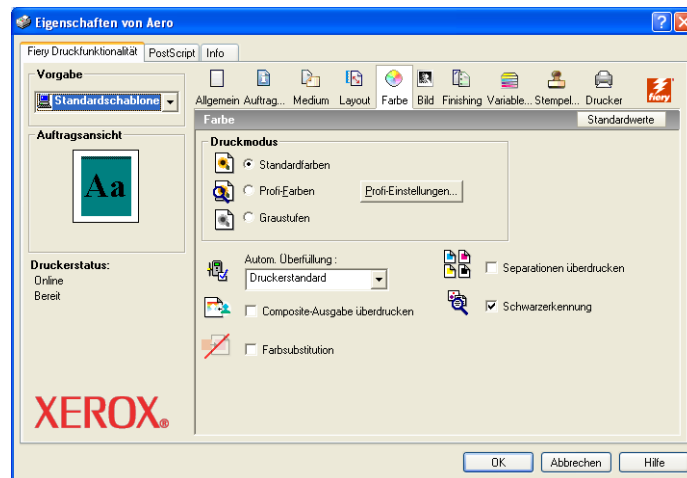 Eigenschaften von Aero
Fiery Druckfunktionalität PostScript Info
Vorgabe
Standardschablone
Auftragsansicht
Aa
Druckerstatus:
Online
Bereit
XEROX®
Allgemein Auftrag... Medium Layout Farbe Bild Finishing Variable... Stempel... Drucker
fiery
Farbe
Standardwerte
Druckmodus
Standardfarben
Profi-Farben
Profi-Einstellungen...
Graustufen
Autom. Überfüllung :
Druckerstandard
Separationen überdrucken
Composite-Ausgabe überdrucken
Schwarzerkennung
Farbsubstitution
OK Abbrechen Hilfe